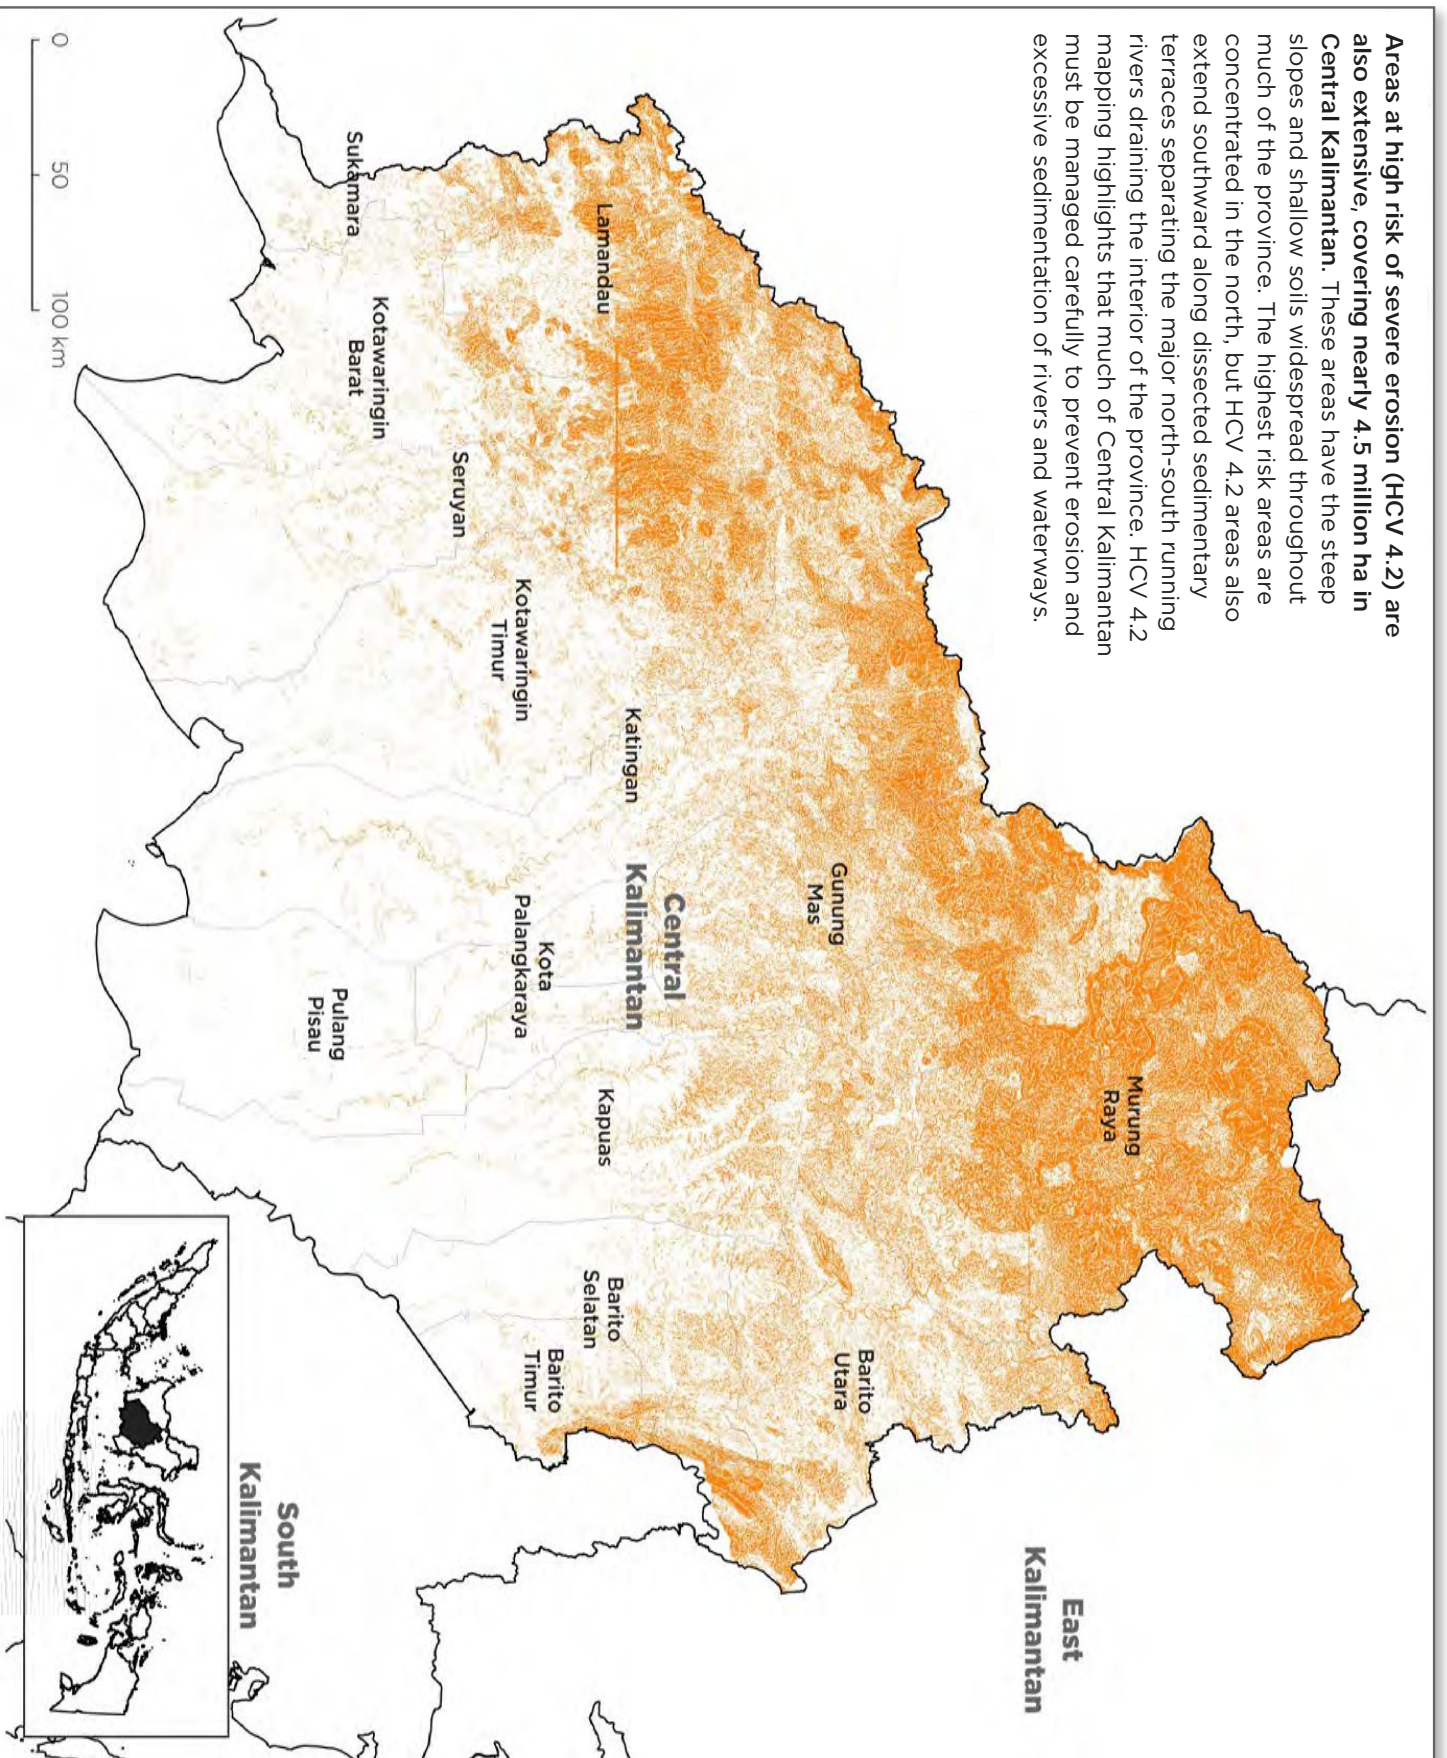 Areas at high risk of severe erosion (HCV 4.2) are
also extensive, covering nearly 4.5 million ha in
Central Kalimantan. These areas have the steep
slopes and shallow soils widespread throughout
much of the province. The highest risk areas are
concentrated in the north, but HCV 4.2 areas also
extend southward along dissected sedimentary
terraces separating the major north-south running
rivers draining the interior of the province. HCV 4.2
mapping highlights that much of Central Kalimantan
must be managed carefully to prevent erosion and
excessive sedimentation of rivers and waterways.
Murung
Raya
East
Kalimantan
Gunung
Mas
Barito
Utara
Lamandau
Katingan
Central
Kalimantan
Kapuas
Barito
Selatan
Kotawaringin
Timur
Kota
Palangkaraya
Barito
Timur
Seruyan
Sukamara
Kotawaringin
Barat
Pulang
Pisau
South
Kalimantan
0 50 100 km